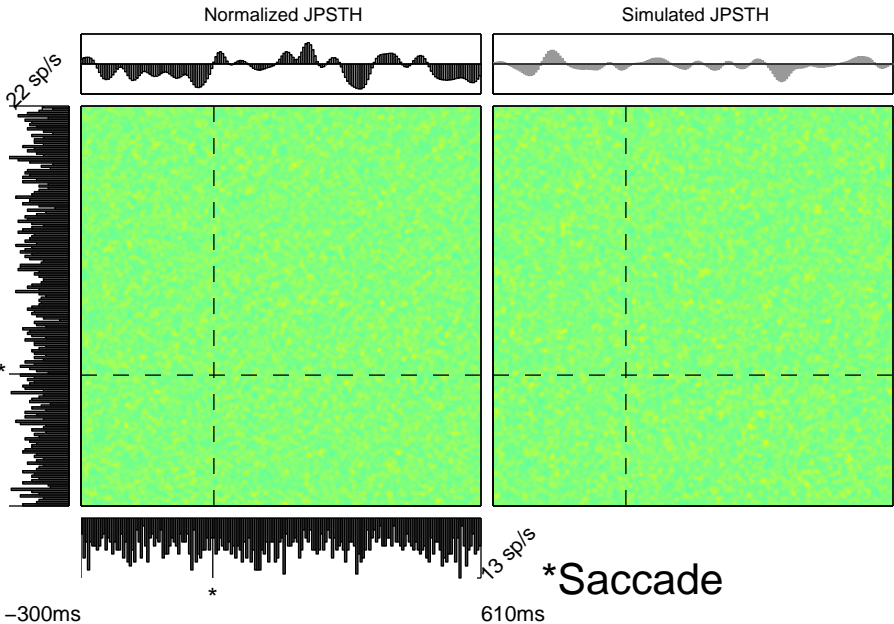 Normalized JPSTH
Simulated JPSTH
22 sp/s
*
13 sp/s
*Saccade
*
−300ms
610ms